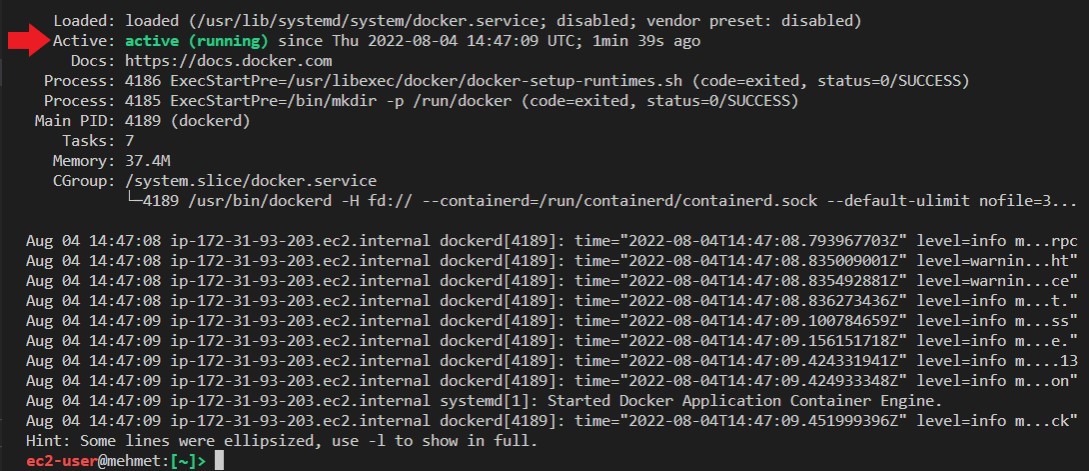 Loaded: loaded (/usr/lib/systemd/system/docker.service; disabled; vendor preset: disabled)
Active: active (running) since Thu 2022-08-04 14:47:09 UTC; 1min 39s ago
Docs: https://docs.docker.com
Process: 4186 ExecStartPre=/usr/libexec/docker/docker-setup-runtimes.sh (code=exited, status=0/SUCCESS)
Process: 4185 ExecStartPre=/bin/mkdir -p /run/docker (code=exited, status=0/SUCCESS)
Main PID: 4189 (dockerd)
Tasks: 7
Memory: 37.4M
CGroup: /system.slice/docker.service
└─4189 /usr/bin/dockerd -H fd:// --containerd=/run/containerd/containerd.sock --default-ulimit nofile=3...
Aug 04 14:47:08 ip-172-31-93-203.ec2.internal dockerd[4189]: time="2022-08-04T14:47:08.793967703Z" level=info m...rpc
Aug 04 14:47:08 ip-172-31-93-203.ec2.internal dockerd[4189]: time="2022-08-04T14:47:08.835009001Z" level=warnin...ht"
Aug 04 14:47:08 ip-172-31-93-203.ec2.internal dockerd[4189]: time="2022-08-04T14:47:08.835492881Z" level=warnin...ce"
Aug 04 14:47:08 ip-172-31-93-203.ec2.internal dockerd[4189]: time="2022-08-04T14:47:08.836273436Z" level=info m...t."
Aug 04 14:47:09 ip-172-31-93-203.ec2.internal dockerd[4189]: time="2022-08-04T14:47:09.100784659Z" level=info m...ss"
Aug 04 14:47:09 ip-172-31-93-203.ec2.internal dockerd[4189]: time="2022-08-04T14:47:09.156151718Z" level=info m...e."
Aug 04 14:47:09 ip-172-31-93-203.ec2.internal dockerd[4189]: time="2022-08-04T14:47:09.424331941Z" level=info m....13
Aug 04 14:47:09 ip-172-31-93-203.ec2.internal dockerd[4189]: time="2022-08-04T14:47:09.424933348Z" level=info m...on"
Aug 04 14:47:09 ip-172-31-93-203.ec2.internal systemd[1]: Started Docker Application Container Engine.
Aug 04 14:47:09 ip-172-31-93-203.ec2.internal dockerd[4189]: time="2022-08-04T14:47:09.451999396Z" level=info m...ck"
Hint: Some lines were ellipsized, use -l to show in full.
ec2-user@mehmet:[~]>